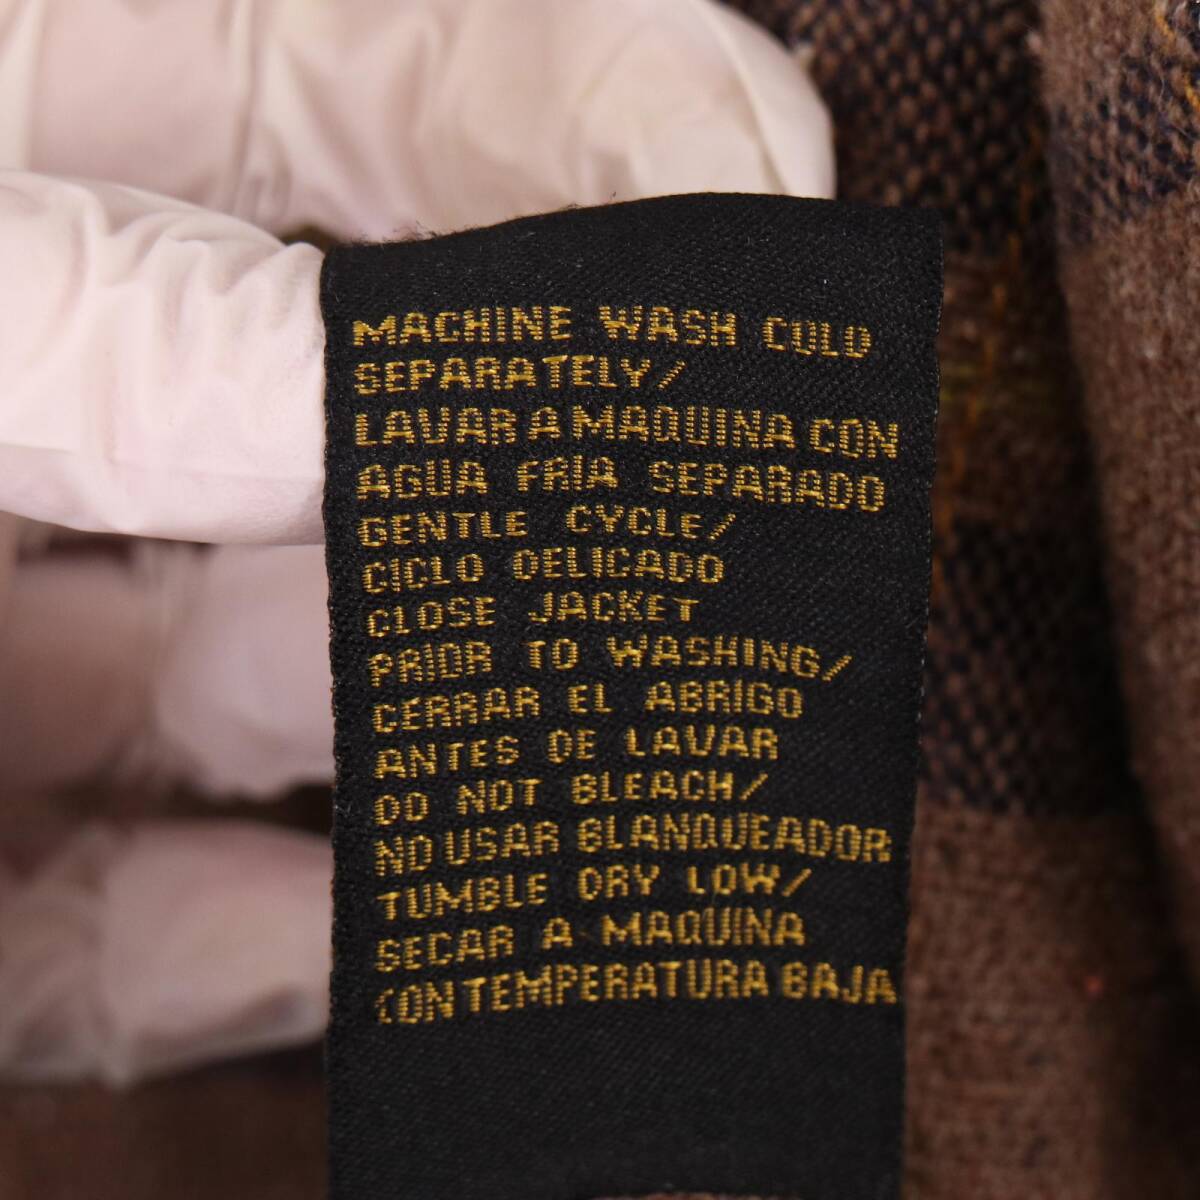 MACHINE WASH COLD
SEPARATELY/
LAVAR A MAQUINA CON
AGUA FRIA SEPARADO
GENTLE CYCLE/
CICLO DELICADO
CLOSE JACKET
PRIOR TO WASHING/
CERRAR EL ABRIGO
ANTES DE LAVAR
DO NOT BLEACH/
NO USAR BLANQUEADOR
TUMBLE DRY LOW/
SECAR A MAQUINA
CON TEMPERATURA BAJA